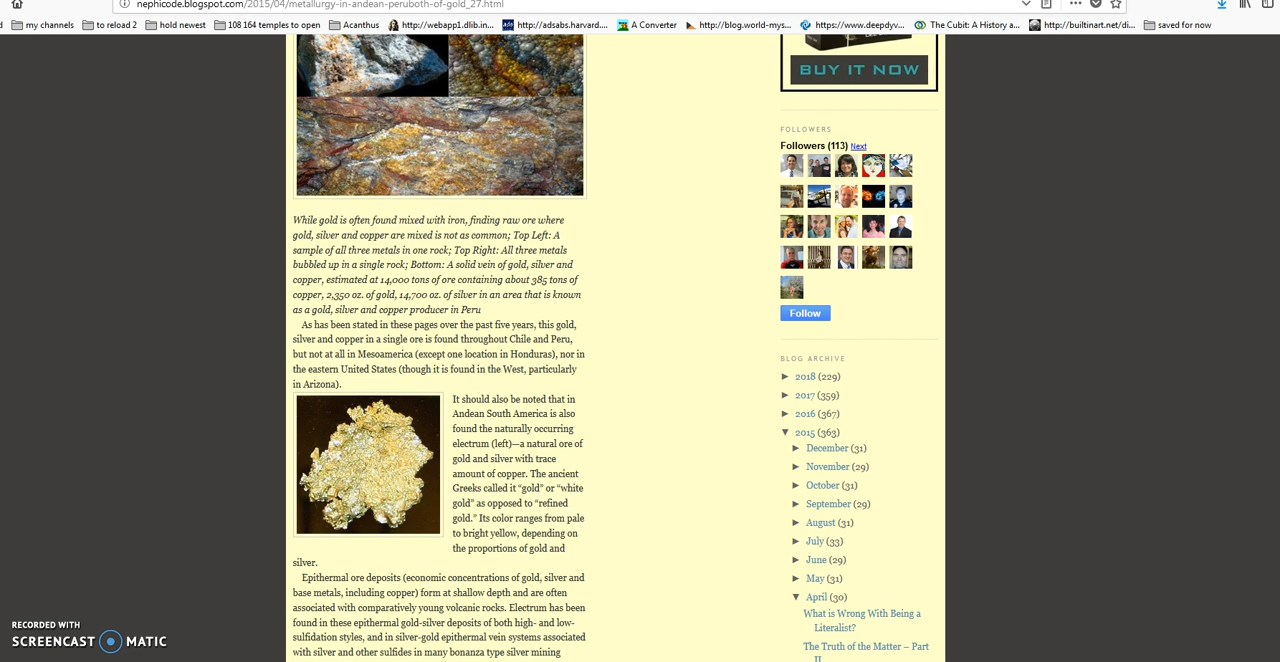 nephicode.blogspot.com/2015/04/metallurgy-in-andean-peruboth-of-gold_27.html
my channels to reload 2 hold newest 108 164 temples to open Acanthus http://webapp1.dlib.in... http://adsabs.harvard.... A Converter http://blog.world-mys... https://www.deepdyv... The Cubit: A History a... http://builtinart.net/di... saved for now
BUY IT NOW
FOLLOWERS
Followers (113) Next
Follow
BLOG ARCHIVE
► 2018 (229)
► 2017 (359)
► 2016 (367)
▼ 2015 (363)
► December (31)
► November (29)
► October (31)
► September (29)
► August (31)
► July (33)
► June (29)
► May (31)
▼ April (30)
What is Wrong With Being a
Literalist?
The Truth of the Matter – Part
II
While gold is often found mixed with iron, finding raw ore where
gold, silver and copper are mixed is not as common; Top Left: A
sample of all three metals in one rock; Top Right: All three metals
bubbled up in a single rock; Bottom: A solid vein of gold, silver and
copper, estimated at 14,000 tons of ore containing about 385 tons of
copper, 2,350 oz. of gold, 14,700 oz. of silver in an area that is known
as a gold, silver and copper producer in Peru
As has been stated in these pages over the past five years, this gold,
silver and copper in a single ore is found throughout Chile and Peru,
but not at all in Mesoamerica (except one location in Honduras), nor in
the eastern United States (though it is found in the West, particularly
in Arizona).
It should also be noted that in
Andean South America is also
found the naturally occurring
electrum (left)—a natural ore of
gold and silver with trace
amount of copper. The ancient
Greeks called it “gold” or “white
gold” as opposed to “refined
gold.” Its color ranges from pale
to bright yellow, depending on
the proportions of gold and
silver.
Epithermal ore deposits (economic concentrations of gold, silver and
base metals, including copper) form at shallow depth and are often
associated with comparatively young volcanic rocks. Electrum has been
found in these epithermal gold-silver deposits of both high- and low-
sulfidation styles, and in silver-gold epithermal vein systems associated
with silver and other sulfides in many bonanza type silver mining
RECORDED WITH
SCREENCAST MATIC